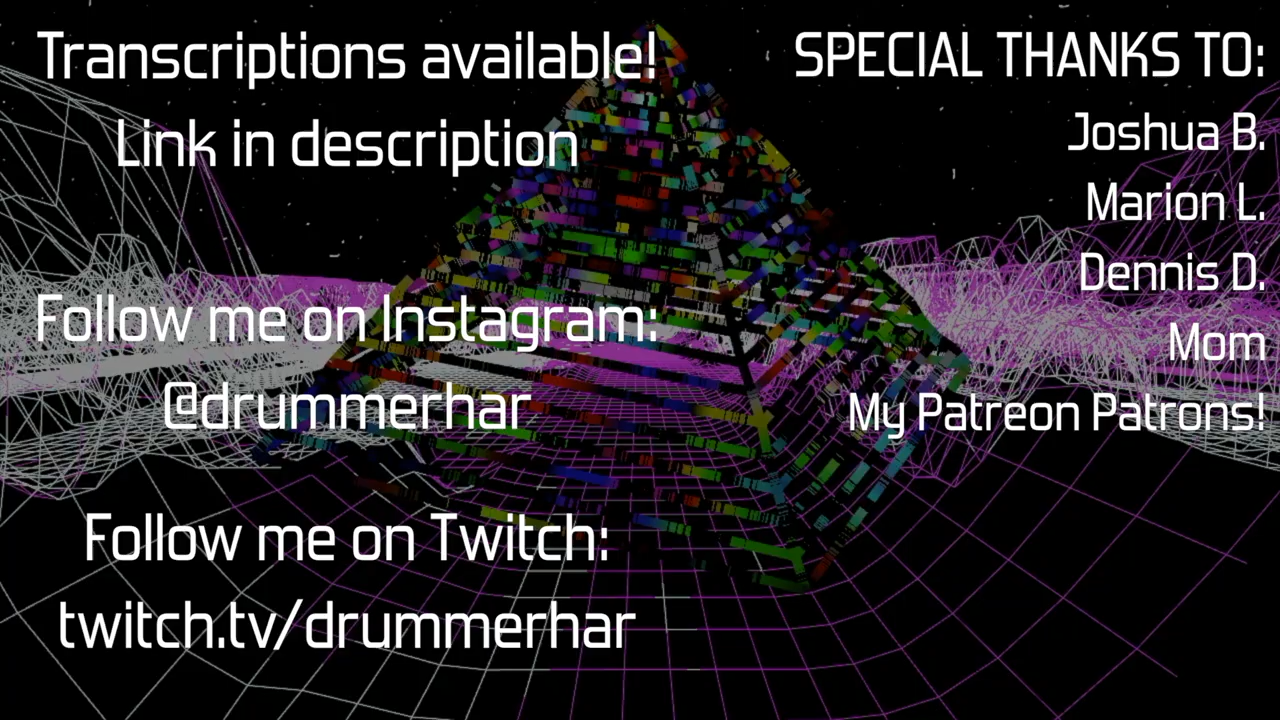 Transcriptions available!
Link in description
Follow me on Instagram:
@drummerhar
Follow me on Twitch:
twitch.tv/drummerhar
SPECIAL THANKS TO:
Joshua B.
Marion L.
Dennis D.
Mom
My Patreon Patrons!